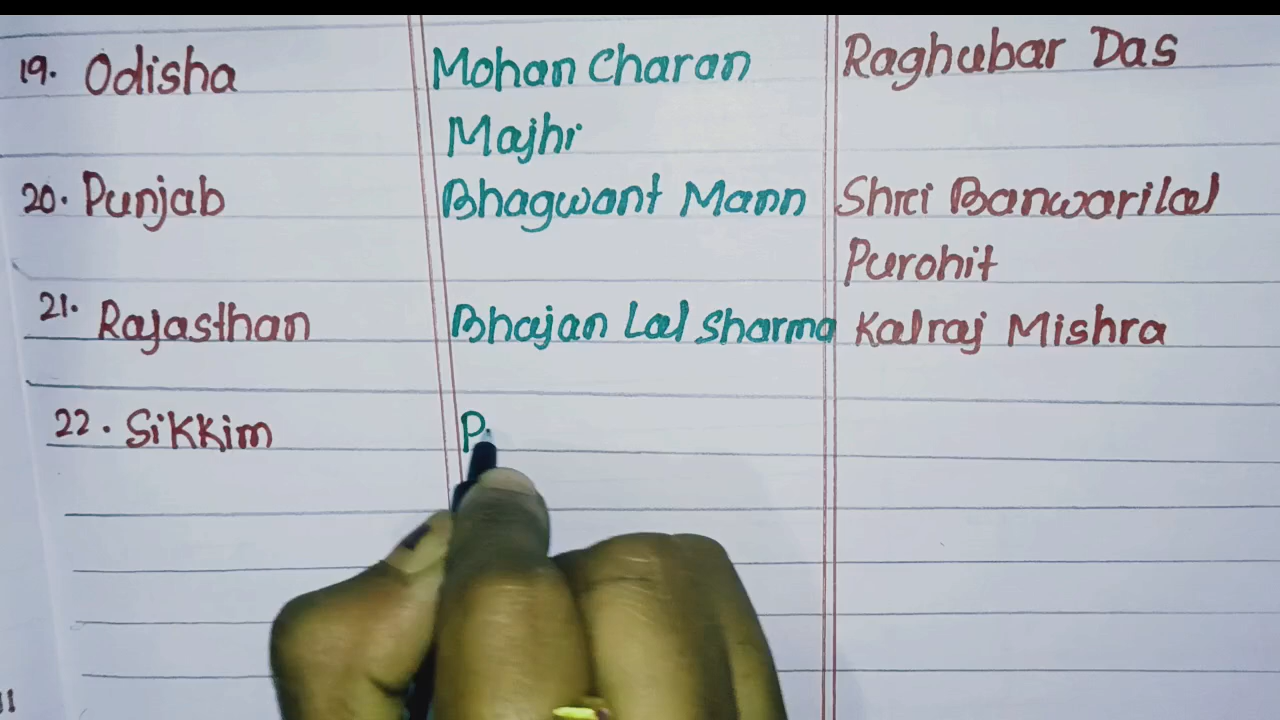 19. Odisha Mohan Charan Raghubar Das
Majhi
20. Punjab Bhagwant Mann Shri Banwarilal
Purohit
21. Rajasthan Bhajan Lal Sharma Kalraj Mishra
22. Sikkim P
11